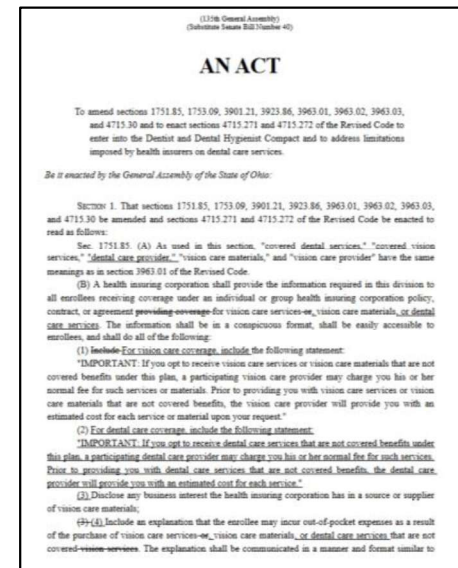 (135th General Assembly)
(Substitute Senate Bill Number 40)
AN ACT
To amend sections 1751.85, 1753.09, 3901.21, 3923.86, 3963.01, 3963.02, 3963.03,
and 4715.30 and to enact sections 4715.271 and 4715.272 of the Revised Code to
enter into the Dentist and Dental Hygienist Compact and to address limitations
imposed by health insurers on dental care services.
Be it enacted by the General Assembly of the State of Ohio:
SECTION 1. That sections 1751.85, 1753.09, 3901.21, 3923.86, 3963.01, 3963.02, 3963.03,
and 4715.30 be amended and sections 4715.271 and 4715.272 of the Revised Code be enacted to
read as follows:
Sec. 1751.85. (A) As used in this section, "covered dental services," "covered vision
services," "dental care provider," "vision care materials," and "vision care provider" have the same
meanings as in section 3963.01 of the Revised Code.
(B) A health insuring corporation shall provide the information required in this division to
all enrollees receiving coverage under an individual or group health insuring corporation policy,
contract, or agreement providing coverage for vision care services or, vision care materials, or dental
care services. The information shall be in a conspicuous format, shall be easily accessible to
enrollees, and shall do all of the following:
(1) Include For vision care coverage, include the following statement:
"IMPORTANT: If you opt to receive vision care services or vision care materials that are not
covered benefits under this plan, a participating vision care provider may charge you his or her
normal fee for such services or materials. Prior to providing you with vision care services or vision
care materials that are not covered benefits, the vision care provider will provide you with an
estimated cost for each service or material upon your request."
(2) For dental care coverage, include the following statement:
"IMPORTANT: If you opt to receive dental care services that are not covered benefits under
this plan, a participating dental care provider may charge you his or her normal fee for such services.
Prior to providing you with dental care services that are not covered benefits, the dental care
provider will provide you with an estimated cost for each service."
(3) Disclose any business interest the health insuring corporation has in a source or supplier
of vision care materials;
(3) (4) Include an explanation that the enrollee may incur out-of-pocket expenses as a result
of the purchase of vision care services or, vision care materials, or dental care services that are not
covered vision services. The explanation shall be communicated in a manner and format similar to